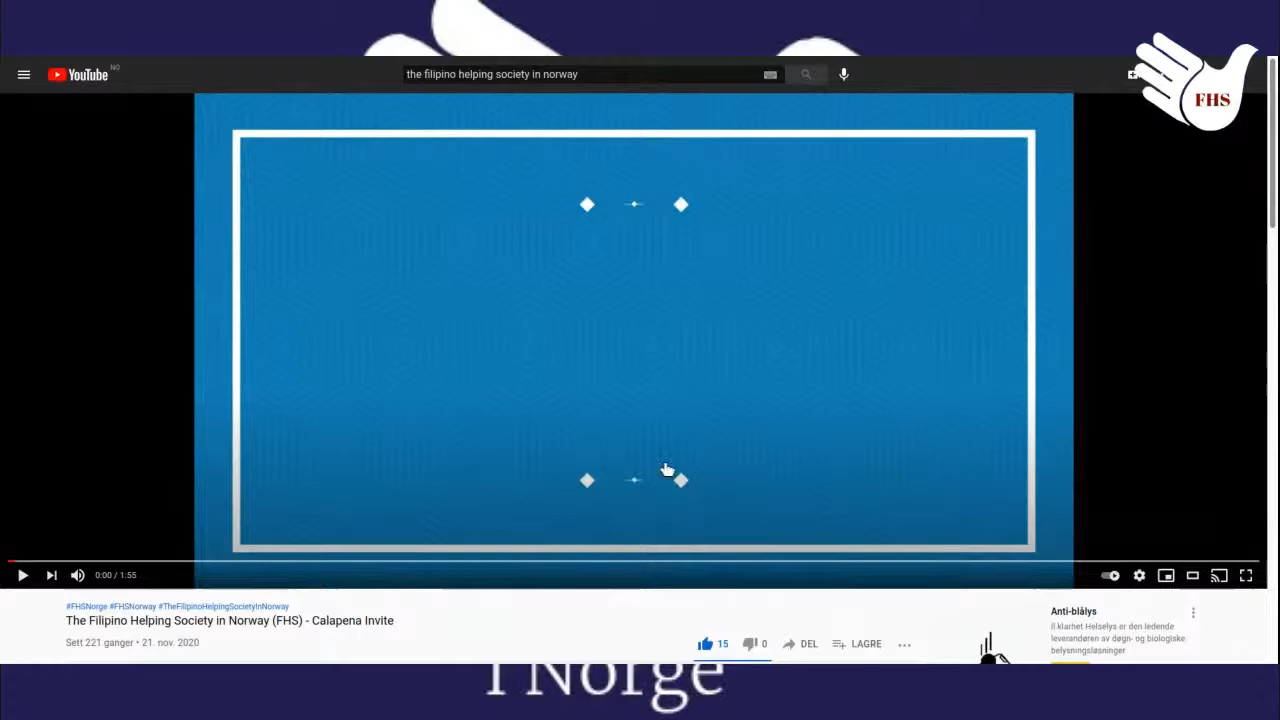 YouTube NO
the filipino helping society in norway
FHS
0:00 / 1:55
#FHSNorge #FHSNorway #TheFilipinoHelpingSocietyInNorway
The Filipino Helping Society in Norway (FHS) - Calapena Invite
Sett 221 ganger • 21. nov. 2020
15
0
DEL
LAGRE
Anti-blålys
I klarhet Helselys er den ledende
leverandøren av døgn- og biologiske
belysningsløsninger
I Norge